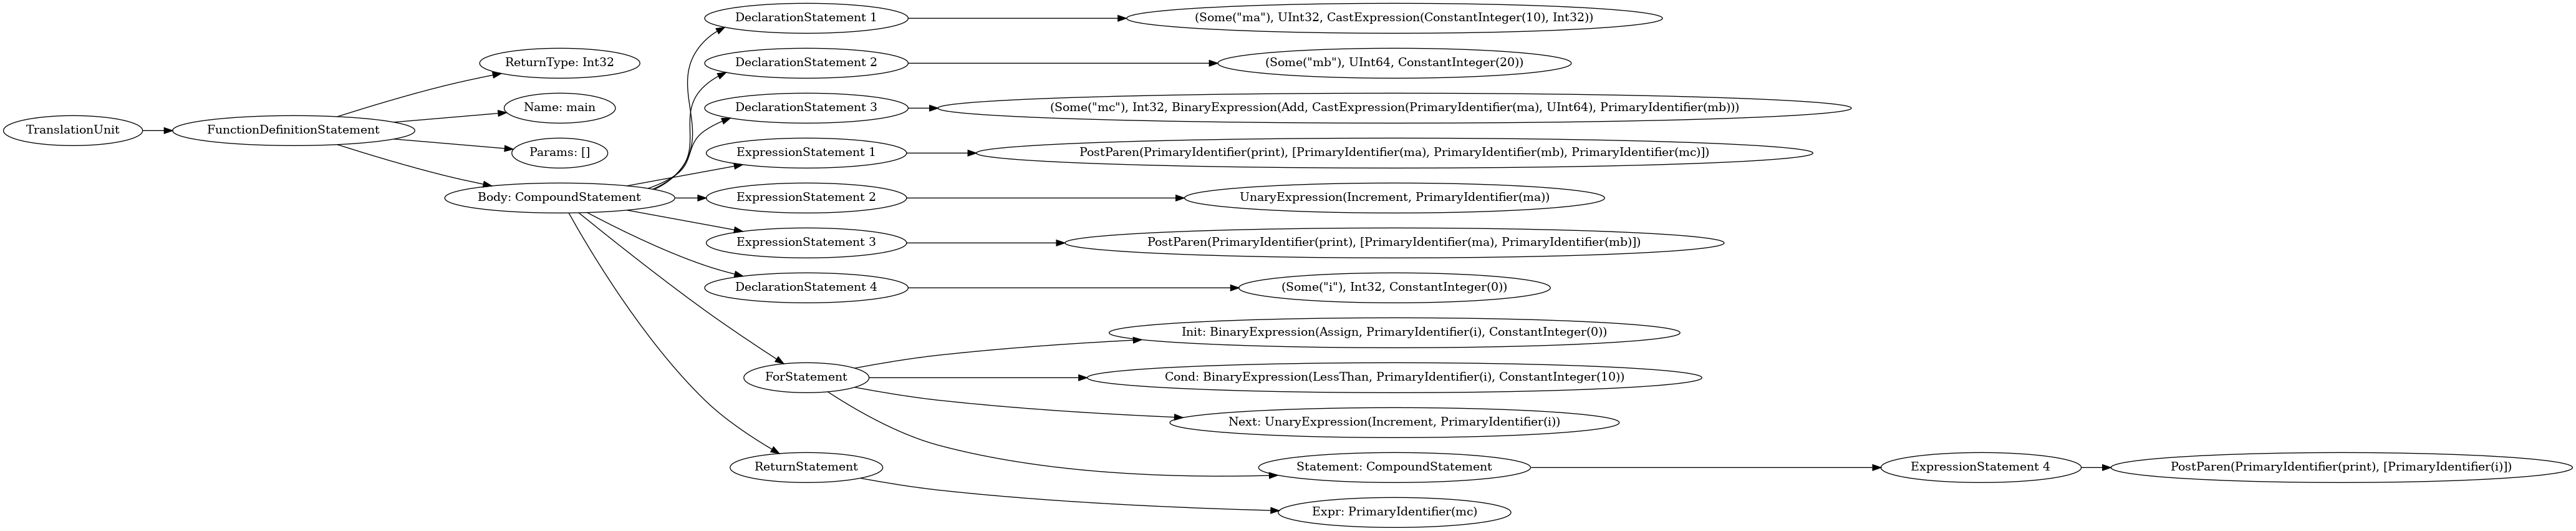 TranslationUnit
FunctionDefinitionStatement
ReturnType: Int32
Name: main
Params: []
Body: CompoundStatement
DeclarationStatement 1
(Some("ma"), UInt32, CastExpression(ConstantInteger(10), Int32))
DeclarationStatement 2
(Some("mb"), UInt64, ConstantInteger(20))
DeclarationStatement 3
(Some("mc"), Int32, BinaryExpression(Add, CastExpression(PrimaryIdentifier(ma), UInt64), PrimaryIdentifier(mb)))
ExpressionStatement 1
PostParen(PrimaryIdentifier(print), [PrimaryIdentifier(ma), PrimaryIdentifier(mb), PrimaryIdentifier(mc)])
ExpressionStatement 2
UnaryExpression(Increment, PrimaryIdentifier(ma))
ExpressionStatement 3
PostParen(PrimaryIdentifier(print), [PrimaryIdentifier(ma), PrimaryIdentifier(mb)])
DeclarationStatement 4
(Some("i"), Int32, ConstantInteger(0))
ForStatement
Init: BinaryExpression(Assign, PrimaryIdentifier(i), ConstantInteger(0))
Cond: BinaryExpression(LessThan, PrimaryIdentifier(i), ConstantInteger(10))
Next: UnaryExpression(Increment, PrimaryIdentifier(i))
Statement: CompoundStatement
ExpressionStatement 4
PostParen(PrimaryIdentifier(print), [PrimaryIdentifier(i)])
ReturnStatement
Expr: PrimaryIdentifier(mc)